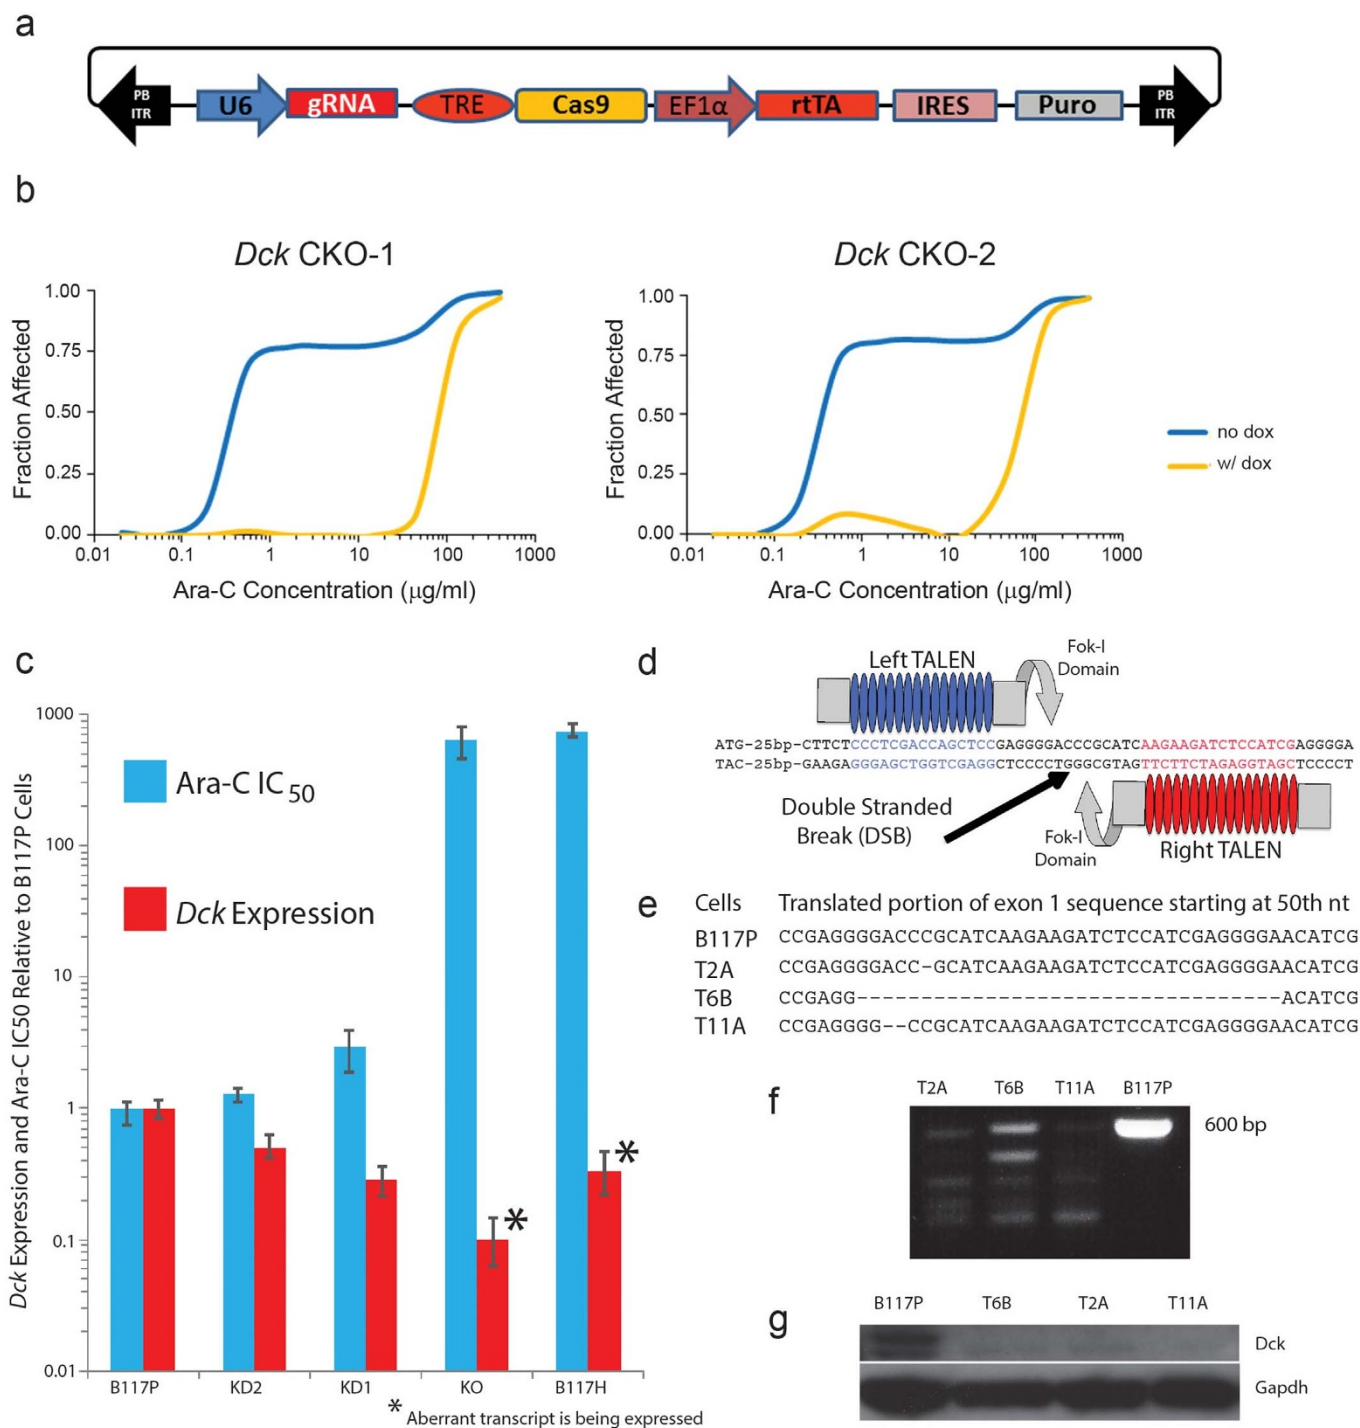 a
PB ITR
U6
gRNA
TRE
Cas9
EF1α
rtTA
IRES
Puro
PB ITR
b
Dck CKO-1
1.00
0.75
0.50
0.25
0.00
Fraction Affected
0.01 0.1 1 10 100 1000
Ara-C Concentration (μg/ml)
Dck CKO-2
1.00
0.75
0.50
0.25
0.00
Fraction Affected
0.01 0.1 1 10 100 1000
Ara-C Concentration (μg/ml)
no dox
w/ dox
c
Dck Expression and Ara-C IC50 Relative to B117P Cells
1000
100
10
1
0.1
0.01
Ara-C IC50
Dck Expression
*
*
B117P KD2 KD1 KO B117H
* Aberrant transcript is being expressed
d
Left TALEN
Fok-I Domain
ATG-25bp-CTTCTCCCTCGACCAGCTCCGAGGGGACCCGCATCAAGAAGATCTCCATCGAGGGGA
TAC-25bp-GAAGAGGGAGCTGGTCGAGGCTCCCCTGGGCGTAGTTCTTCTAGAGGTAGCTCCCCT
Double Stranded
Break (DSB)
Fok-I Domain
Right TALEN
e
Cells Translated portion of exon 1 sequence starting at 50th nt
B117P CCGAGGGGACCCGCATCAAGAAGATCTCCATCGAGGGGAACATCG
T2A CCGAGGGGACC-GCATCAAGAAGATCTCCATCGAGGGGAACATCG
T6B CCGAGG---------------------------------ACATCG
T11A CCGAGGGG--CCGCATCAAGAAGATCTCCATCGAGGGGAACATCG
f
T2A T6B T11A B117P
600 bp
g
B117P T6B T2A T11A
Dck
Gapdh